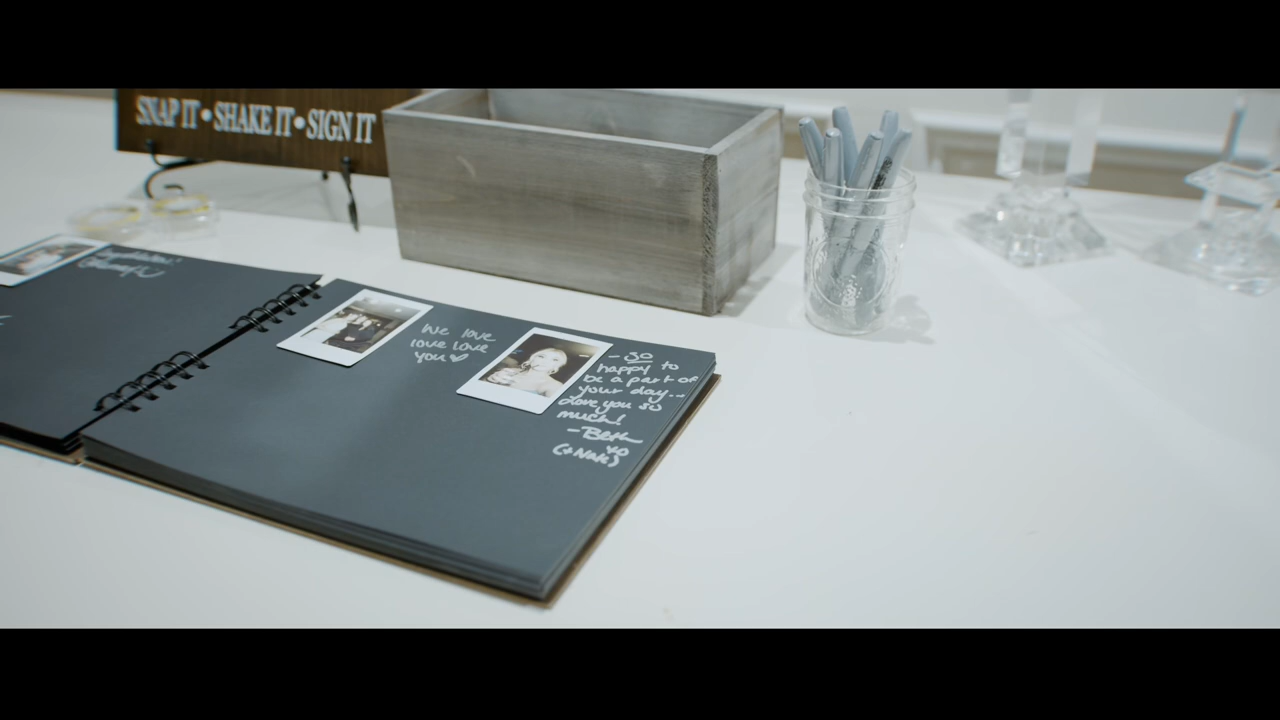 SNAP IT • SHAKE IT • SIGN IT
We love
love love
you ♥
- so
happy to
be a part of
your day...
Love you so
much!
- Beth
xo
(+ Nate)